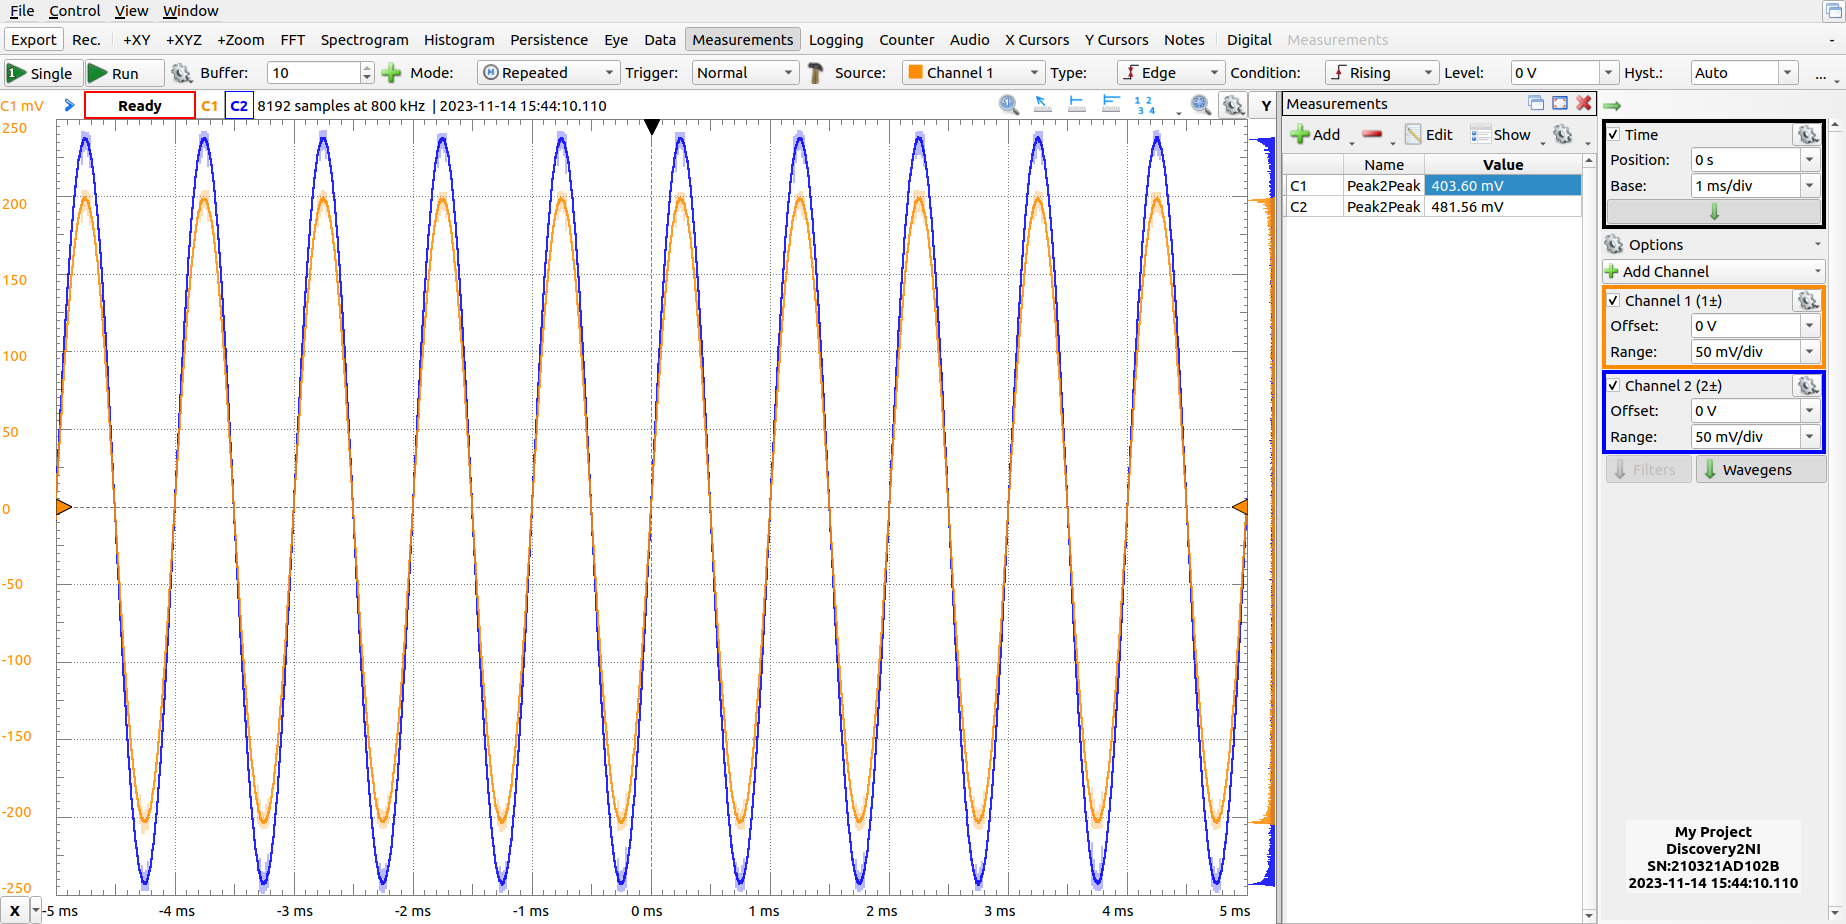 File Control View Window
Export Rec. +XY +XYZ +Zoom FFT Spectrogram Histogram Persistence Eye Data Measurements Logging Counter Audio X Cursors Y Cursors Notes Digital Measurements -
1 Single Run Buffer: 10 Mode: Repeated Trigger: Normal Source: Channel 1 Type: Edge Condition: Rising Level: 0 V Hyst.: Auto ...
C1 mV Ready C1 C2 8192 samples at 800 kHz | 2023-11-14 15:44:10.110 1 2 3 4 Y
250
200
150
100
50
0
-50
-100
-150
-200
-250
X -5 ms -4 ms -3 ms -2 ms -1 ms 0 ms 1 ms 2 ms 3 ms 4 ms 5 ms
Measurements
Add Edit Show
Name Value
C1 Peak2Peak 403.60 mV
C2 Peak2Peak 481.56 mV
Time
Position: 0 s
Base: 1 ms/div
Options
Add Channel
Channel 1 (1±)
Offset: 0 V
Range: 50 mV/div
Channel 2 (2±)
Offset: 0 V
Range: 50 mV/div
Filters Wavegens
My Project
Discovery2NI
SN:210321AD102B
2023-11-14 15:44:10.110